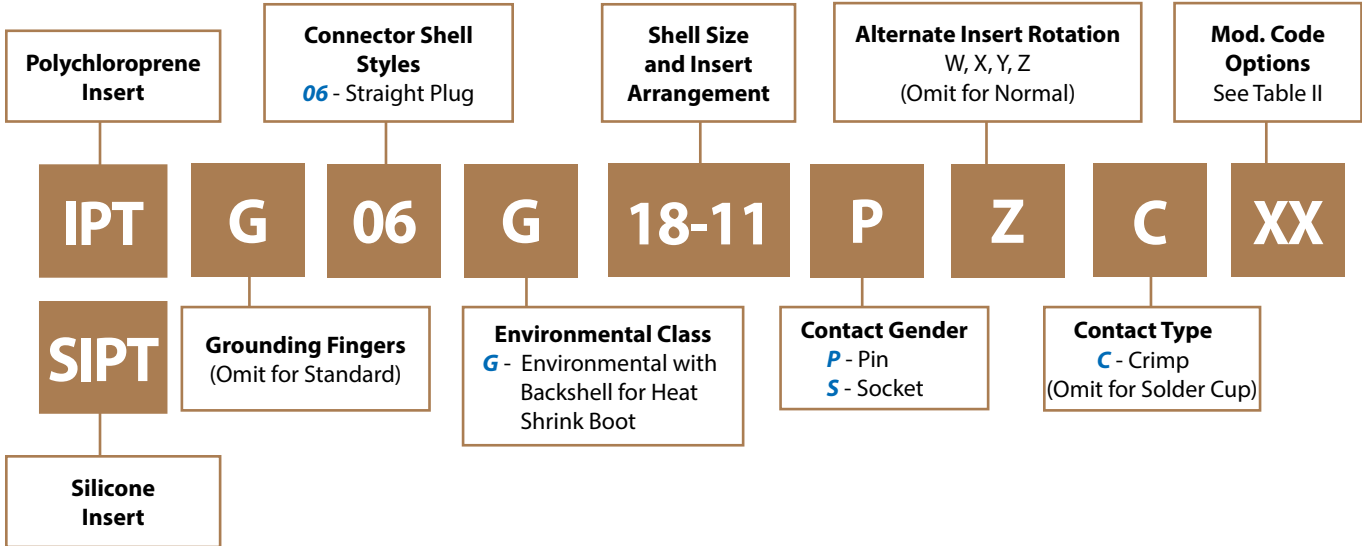 Polychloroprene
Insert
Connector Shell
Styles
06 - Straight Plug
Shell Size
and Insert
Arrangement
Alternate Insert Rotation
W, X, Y, Z
(Omit for Normal)
Mod. Code
Options
See Table II
IPT
G
06
G
18-11
P
Z
C
XX
SIPT
Grounding Fingers
(Omit for Standard)
Environmental Class
G - Environmental with
Backshell for Heat
Shrink Boot
Contact Gender
P - Pin
S - Socket
Contact Type
C - Crimp
(Omit for Solder Cup)
Silicone
Insert